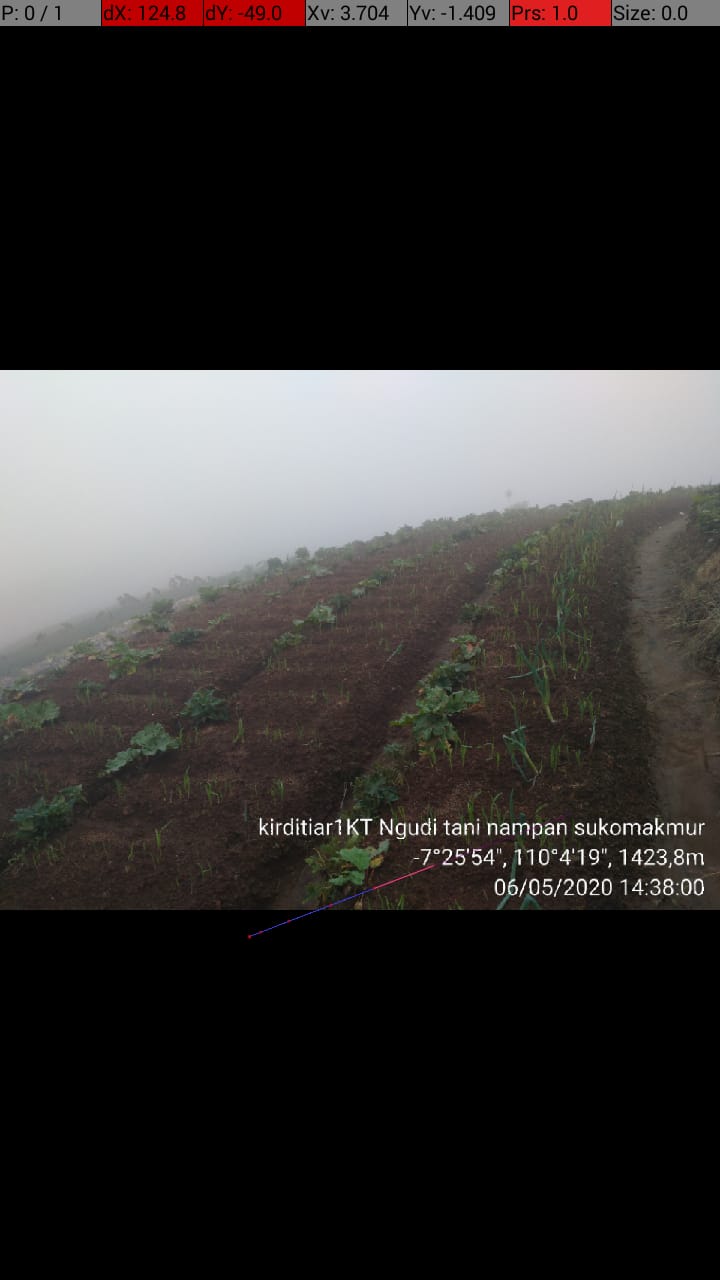 P: 0 / 1 dX: 124.8 dY: -49.0 Xv: 3.704 Yv: -1.409 Prs: 1.0 Size: 0.0
kirditiar1KT Ngudi tani nampan sukomakmur
-7°25'54", 110°4'19", 1423,8m
06/05/2020 14:38:00